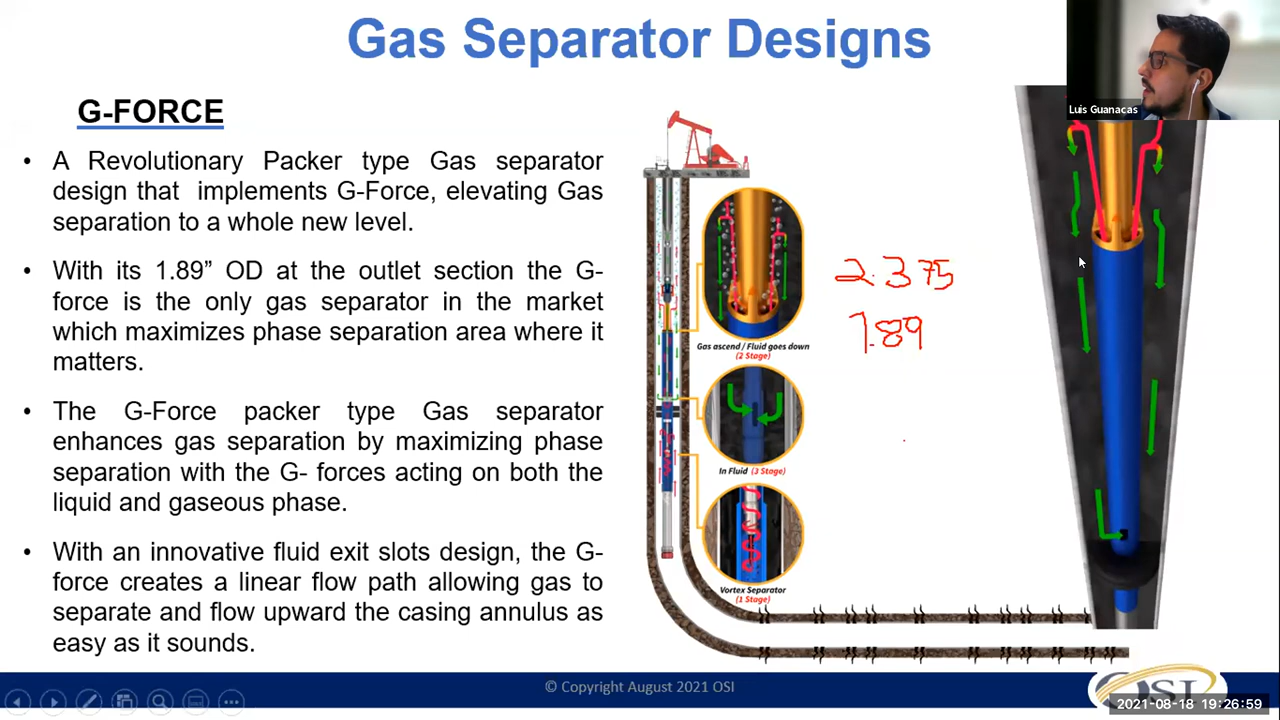 Gas Separator Designs
Luis Guanacas
G-FORCE
• A Revolutionary Packer type Gas separator
design that implements G-Force, elevating Gas
separation to a whole new level.
• With its 1.89” OD at the outlet section the G-
force is the only gas separator in the market
which maximizes phase separation area where it
matters.
• The G-Force packer type Gas separator
enhances gas separation by maximizing phase
separation with the G- forces acting on both the
liquid and gaseous phase.
• With an innovative fluid exit slots design, the G-
force creates a linear flow path allowing gas to
separate and flow upward the casing annulus as
easy as it sounds.
Gas ascend / Fluid goes down
(2 Stage)
In Fluid (3 Stage)
Vortex Separator
(1 Stage)
2.375
1.89
© Copyright August 2021 OSI
OSI
2021-08-18 19:26:59